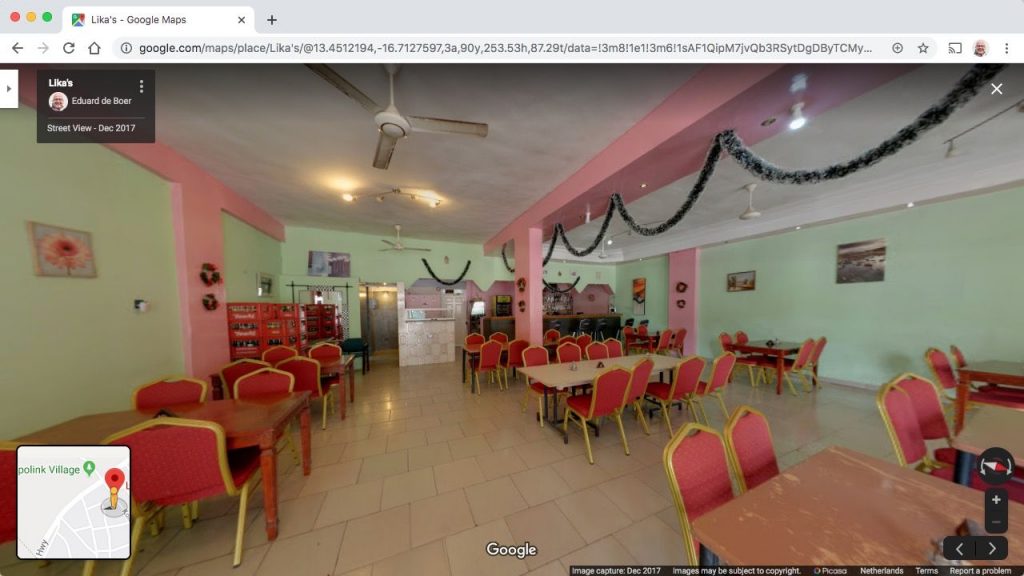 Lika's - Google Maps
google.com/maps/place/Lika's/@13.4512194,-16.7127597,3a,90y,253.53h,87.29t/data=!3m8!1e1!3m6!1sAF1QipM7jvQb3RSytDgDByTCMy...
Lika's
Eduard de Boer
Street View - Dec 2017
polink Village
Hwy
Google
Image capture: Dec 2017 Images may be subject to copyright. Picasa Netherlands Terms Report a problem